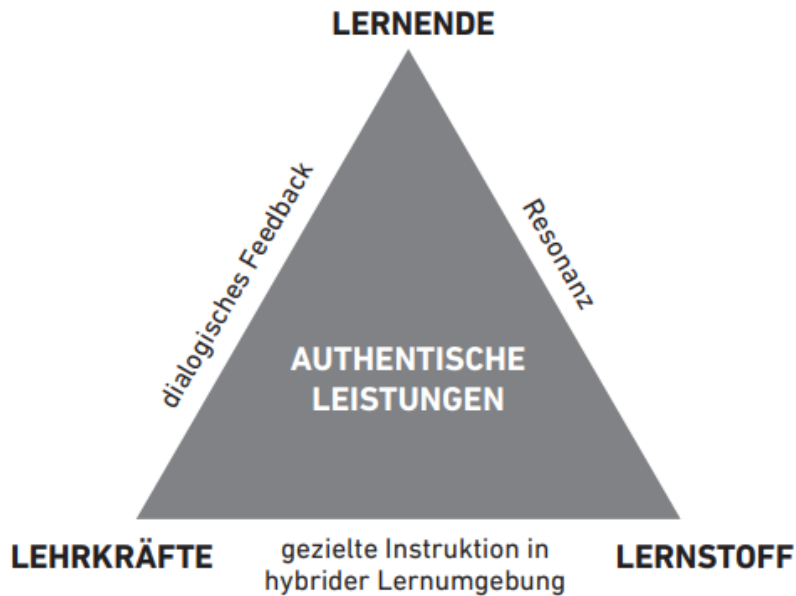 LERNENDE
dialogisches Feedback
Resonanz
AUTHENTISCHE
LEISTUNGEN
LEHRKRÄFTE
gezielte Instruktion in
hybrider Lernumgebung
LERNSTOFF